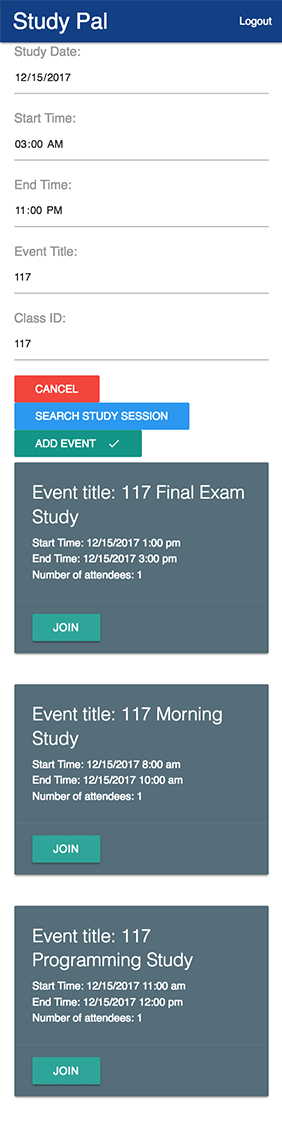 Study Pal
Logout
Study Date:
12/15/2017
Start Time:
03:00 AM
End Time:
11:00 PM
Event Title:
117
Class ID:
117
CANCEL
SEARCH STUDY SESSION
ADD EVENT
Event title: 117 Final Exam
Study
Start Time: 12/15/2017 1:00 pm
End Time: 12/15/2017 3:00 pm
Number of attendees: 1
JOIN
Event title: 117 Morning
Study
Start Time: 12/15/2017 8:00 am
End Time: 12/15/2017 10:00 am
Number of attendees: 1
JOIN
Event title: 117
Programming Study
Start Time: 12/15/2017 11:00 am
End Time: 12/15/2017 12:00 pm
Number of attendees: 1
JOIN